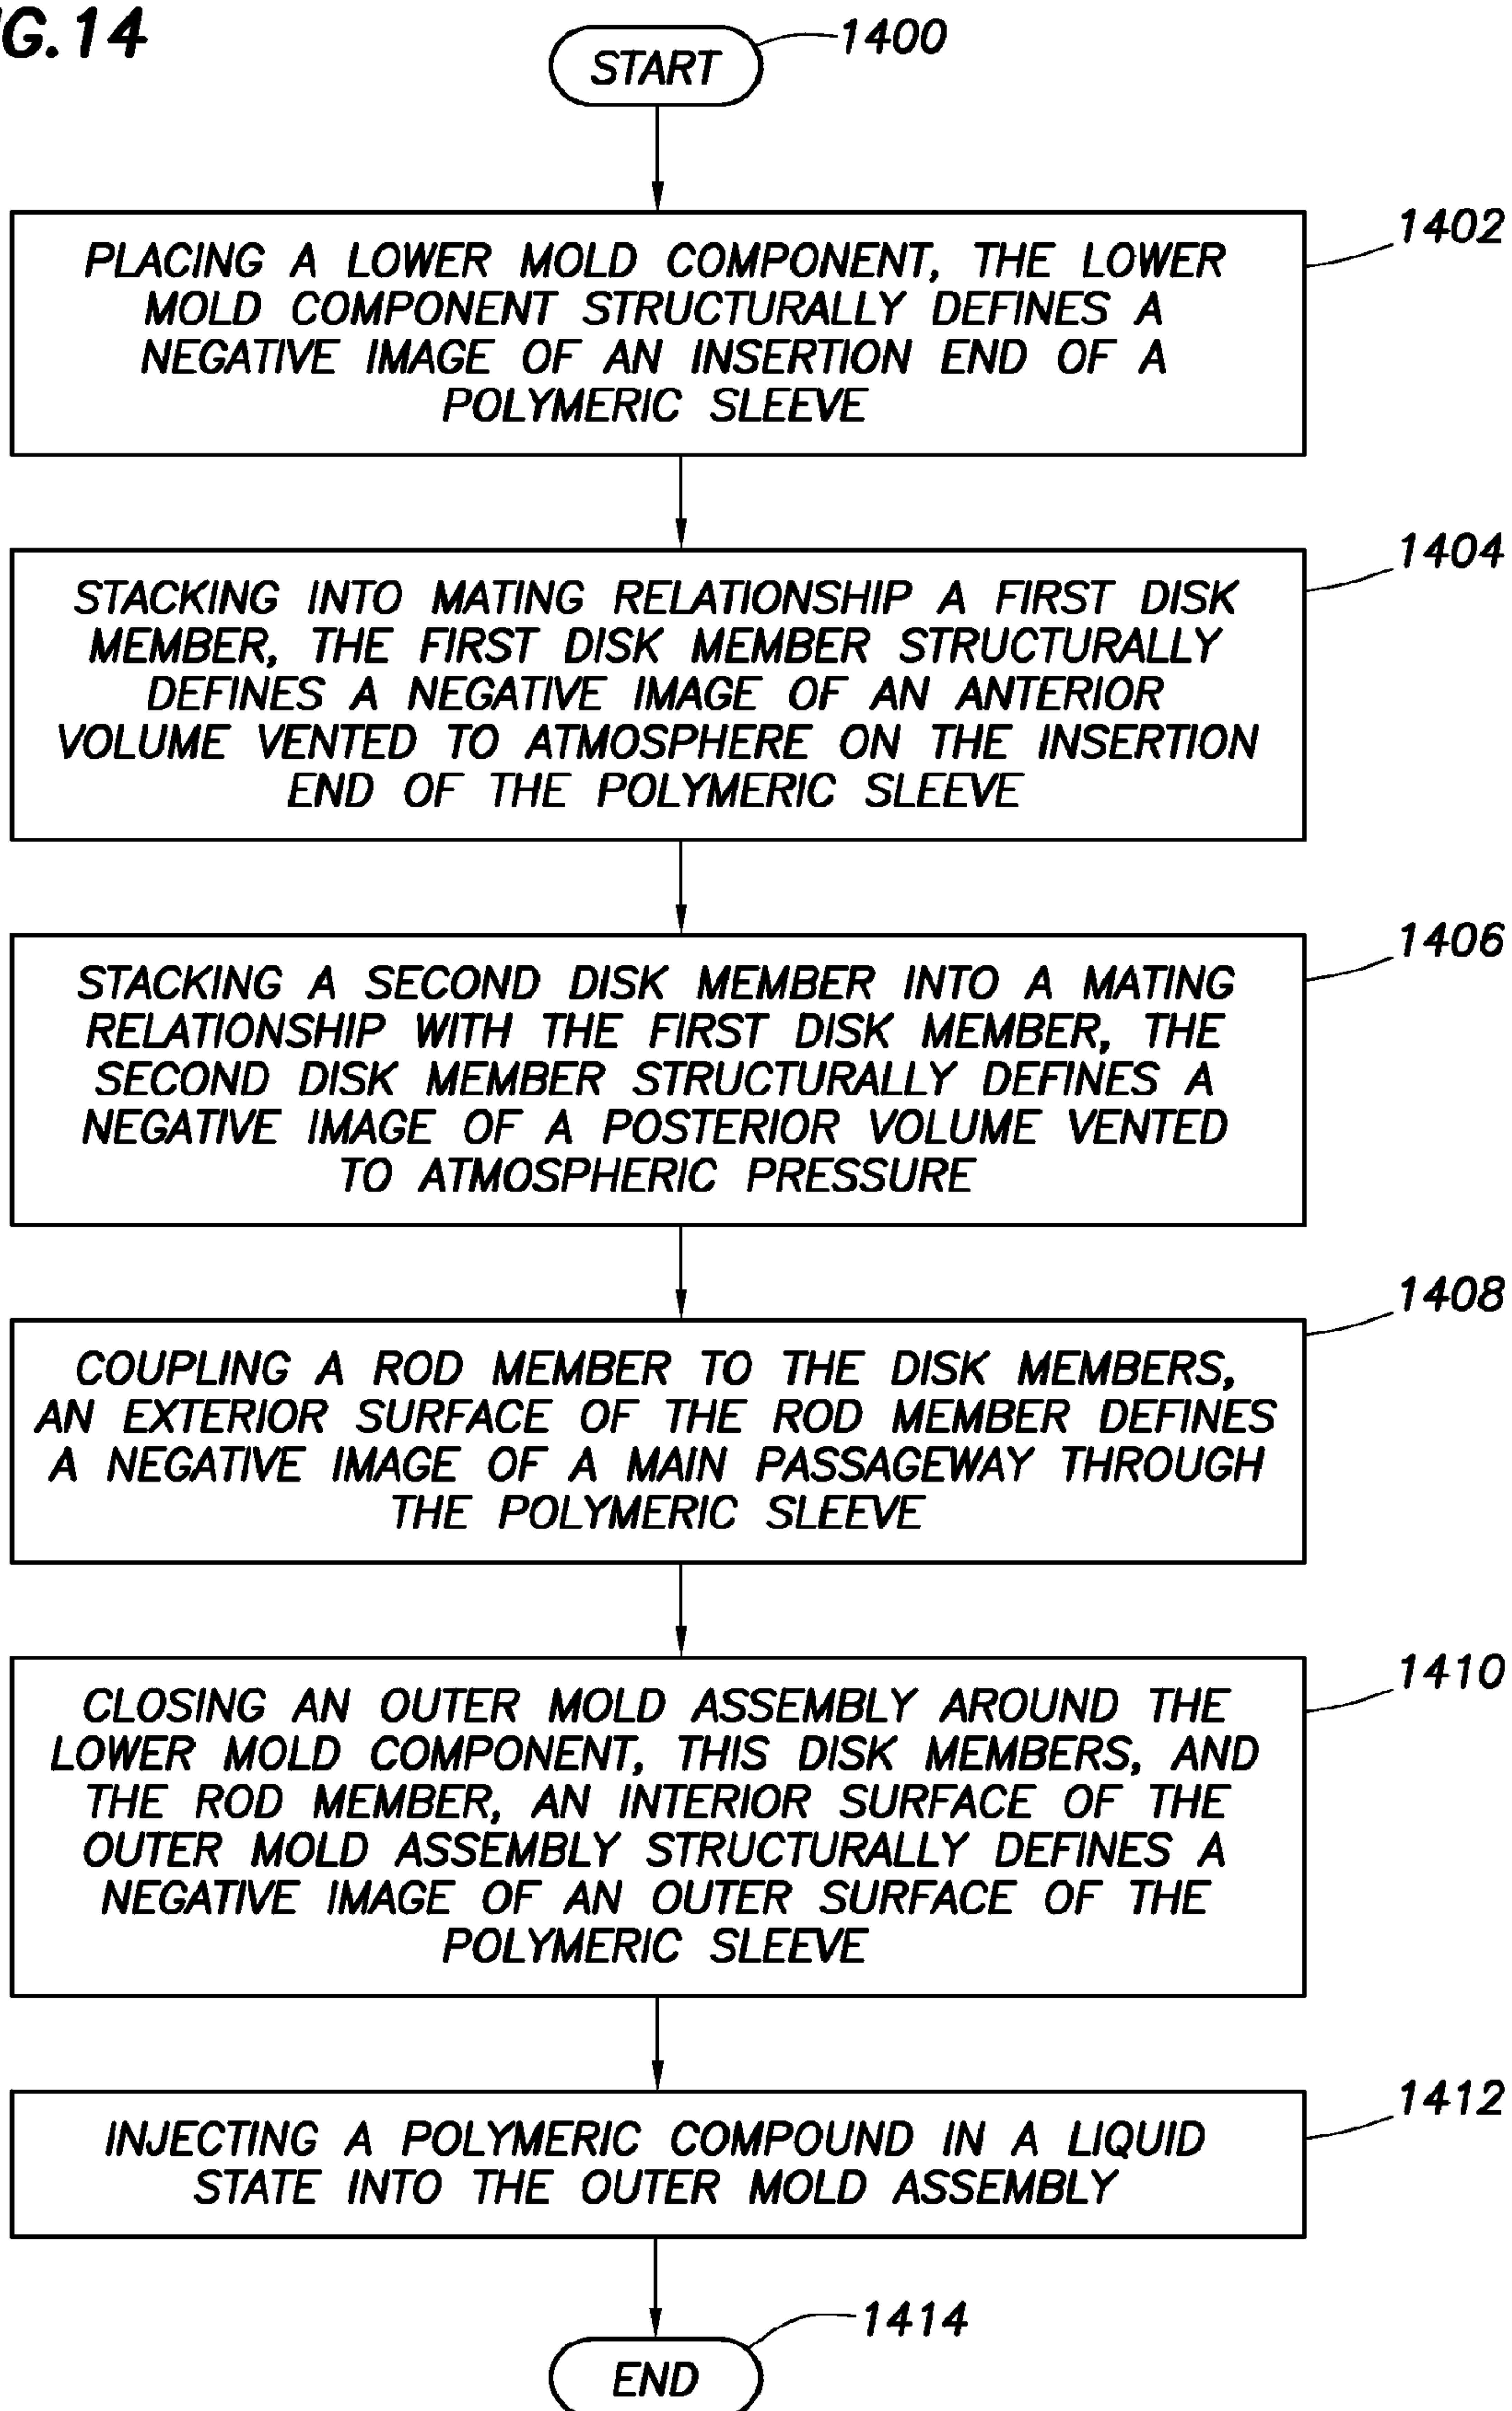 G.14
START
1400
1402
PLACING A LOWER MOLD COMPONENT, THE LOWER
MOLD COMPONENT STRUCTURALLY DEFINES A
NEGATIVE IMAGE OF AN INSERTION END OF A
POLYMERIC SLEEVE
1404
STACKING INTO MATING RELATIONSHIP A FIRST DISK
MEMBER, THE FIRST DISK MEMBER STRUCTURALLY
DEFINES A NEGATIVE IMAGE OF AN ANTERIOR
VOLUME VENTED TO ATMOSPHERE ON THE INSERTION
END OF THE POLYMERIC SLEEVE
1406
STACKING A SECOND DISK MEMBER INTO A MATING
RELATIONSHIP WITH THE FIRST DISK MEMBER, THE
SECOND DISK MEMBER STRUCTURALLY DEFINES A
NEGATIVE IMAGE OF A POSTERIOR VOLUME VENTED
TO ATMOSPHERIC PRESSURE
1408
COUPLING A ROD MEMBER TO THE DISK MEMBERS,
AN EXTERIOR SURFACE OF THE ROD MEMBER DEFINES
A NEGATIVE IMAGE OF A MAIN PASSAGEWAY THROUGH
THE POLYMERIC SLEEVE
1410
CLOSING AN OUTER MOLD ASSEMBLY AROUND THE
LOWER MOLD COMPONENT, THIS DISK MEMBERS, AND
THE ROD MEMBER, AN INTERIOR SURFACE OF THE
OUTER MOLD ASSEMBLY STRUCTURALLY DEFINES A
NEGATIVE IMAGE OF AN OUTER SURFACE OF THE
POLYMERIC SLEEVE
1412
INJECTING A POLYMERIC COMPOUND IN A LIQUID
STATE INTO THE OUTER MOLD ASSEMBLY
1414
END